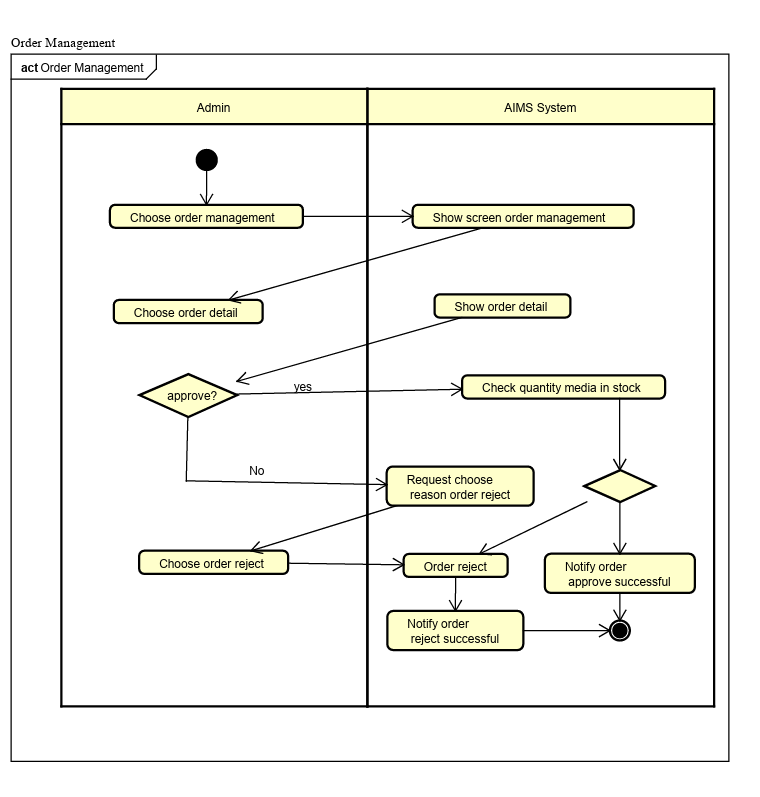 Order Management
act Order Management
Admin
AIMS System
Choose order management
Show screen order management
Choose order detail
Show order detail
approve?
yes
Check quantity media in stock
No
Request choose
reason order reject
Choose order reject
Order reject
Notify order
approve successful
Notify order
reject successful